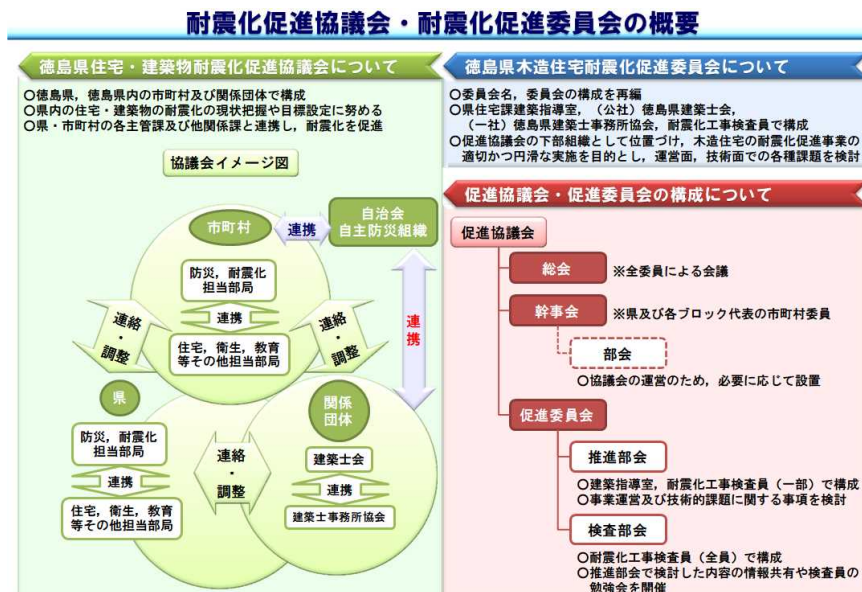 耐震化促進協議会・耐震化促進委員会の概要
徳島県住宅・建築物耐震化促進協議会について
○徳島県，徳島県内の市町村及び関係団体で構成
○県内の住宅・建築物の耐震化の現状把握や目標設定に努める
○県・市町村の各主管課及び他関係課と連携し，耐震化を促進
協議会イメージ図
市町村
連携
自治会
自主防災組織
防災，耐震化
担当部局
連携
住宅，衛生，教育
等その他担当部局
連絡
・
調整
連絡
・
調整
連携
県
防災，耐震化
担当部局
連携
住宅，衛生，教育
等その他担当部局
連絡
・
調整
関係
団体
建築士会
連携
建築士事務所協会
徳島県木造住宅耐震化促進委員会について
○委員会名，委員会の構成を再編
○県住宅課建築指導室，（公社）徳島県建築士会，
（一社）徳島県建築士事務所協会，耐震化工事検査員で構成
○促進協議会の下部組織として位置づけ，木造住宅の耐震化促進事業の
適切かつ円滑な実施を目的とし，運営面，技術面での各種課題を検討
促進協議会・促進委員会の構成について
促進協議会
総会
※全委員による会議
幹事会
※県及び各ブロック代表の市町村委員
部会
○協議会の運営のため，必要に応じて設置
促進委員会
推進部会
○建築指導室，耐震化工事検査員（一部）で構成
○事業運営及び技術的課題に関する事項を検討
検査部会
○耐震化工事検査員（全員）で構成
○推進部会で検討した内容の情報共有や検査員の
勉強会を開催